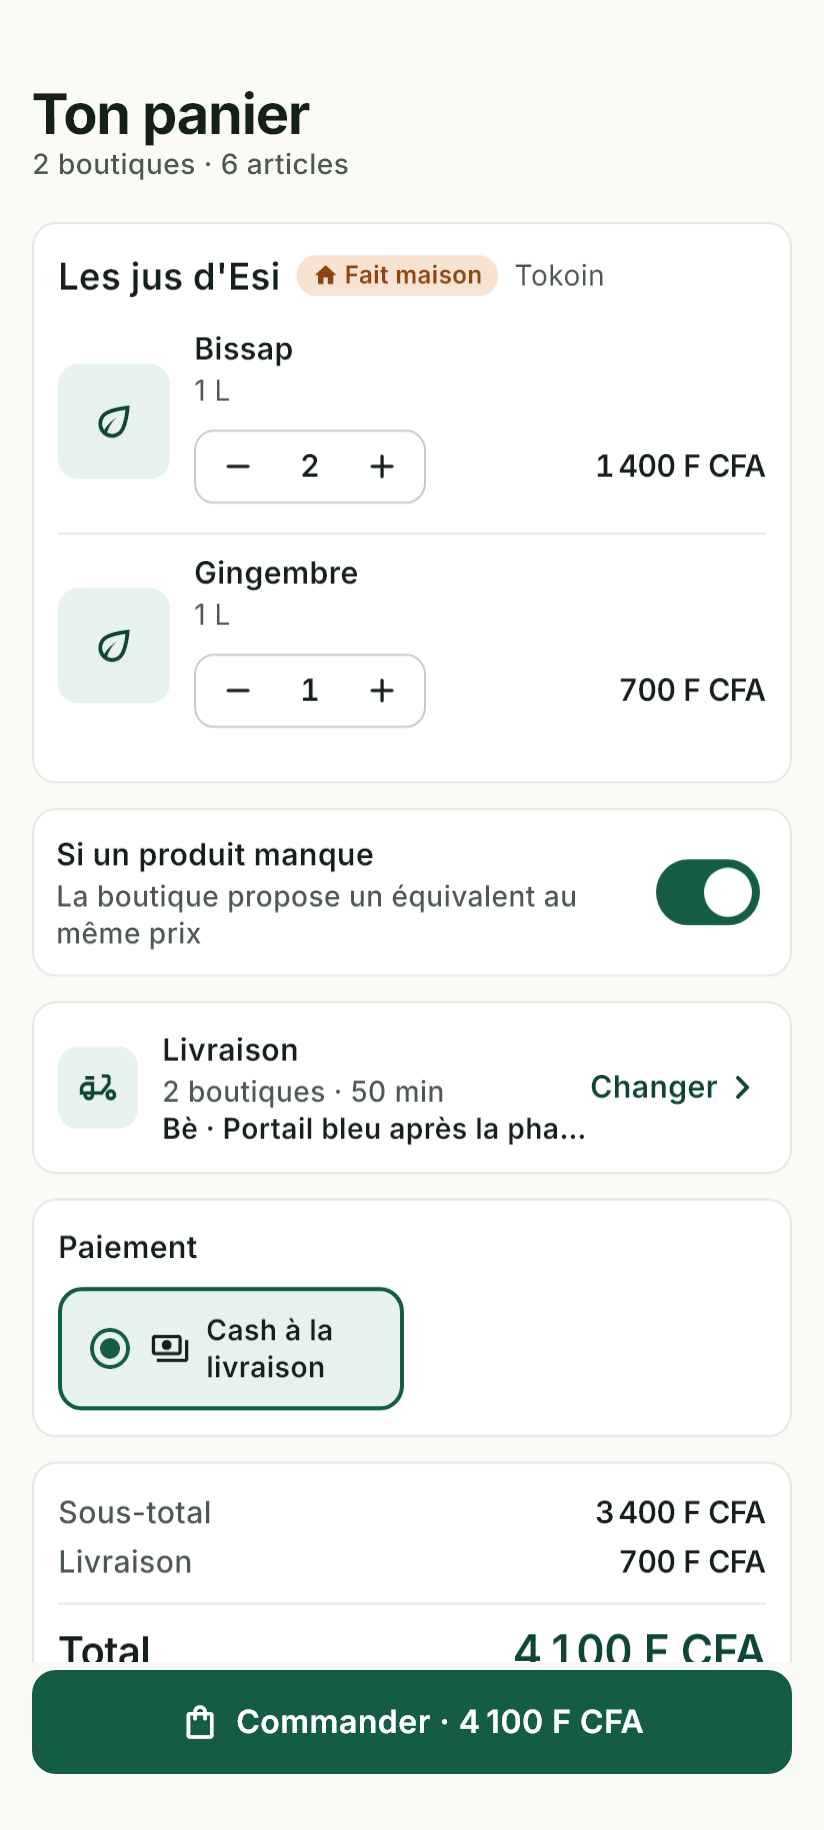 Ton panier
2 boutiques · 6 articles
Les jus d'Esi Fait maison Tokoin
Bissap
1 L
− 2 + 1 400 F CFA
Gingembre
1 L
− 1 + 700 F CFA
Si un produit manque
La boutique propose un équivalent au
même prix
Livraison
2 boutiques · 50 min
Bè · Portail bleu après la pha...
Changer
Paiement
Cash à la
livraison
Sous-total 3 400 F CFA
Livraison 700 F CFA
Total 4 100 F CFA
Commander · 4 100 F CFA